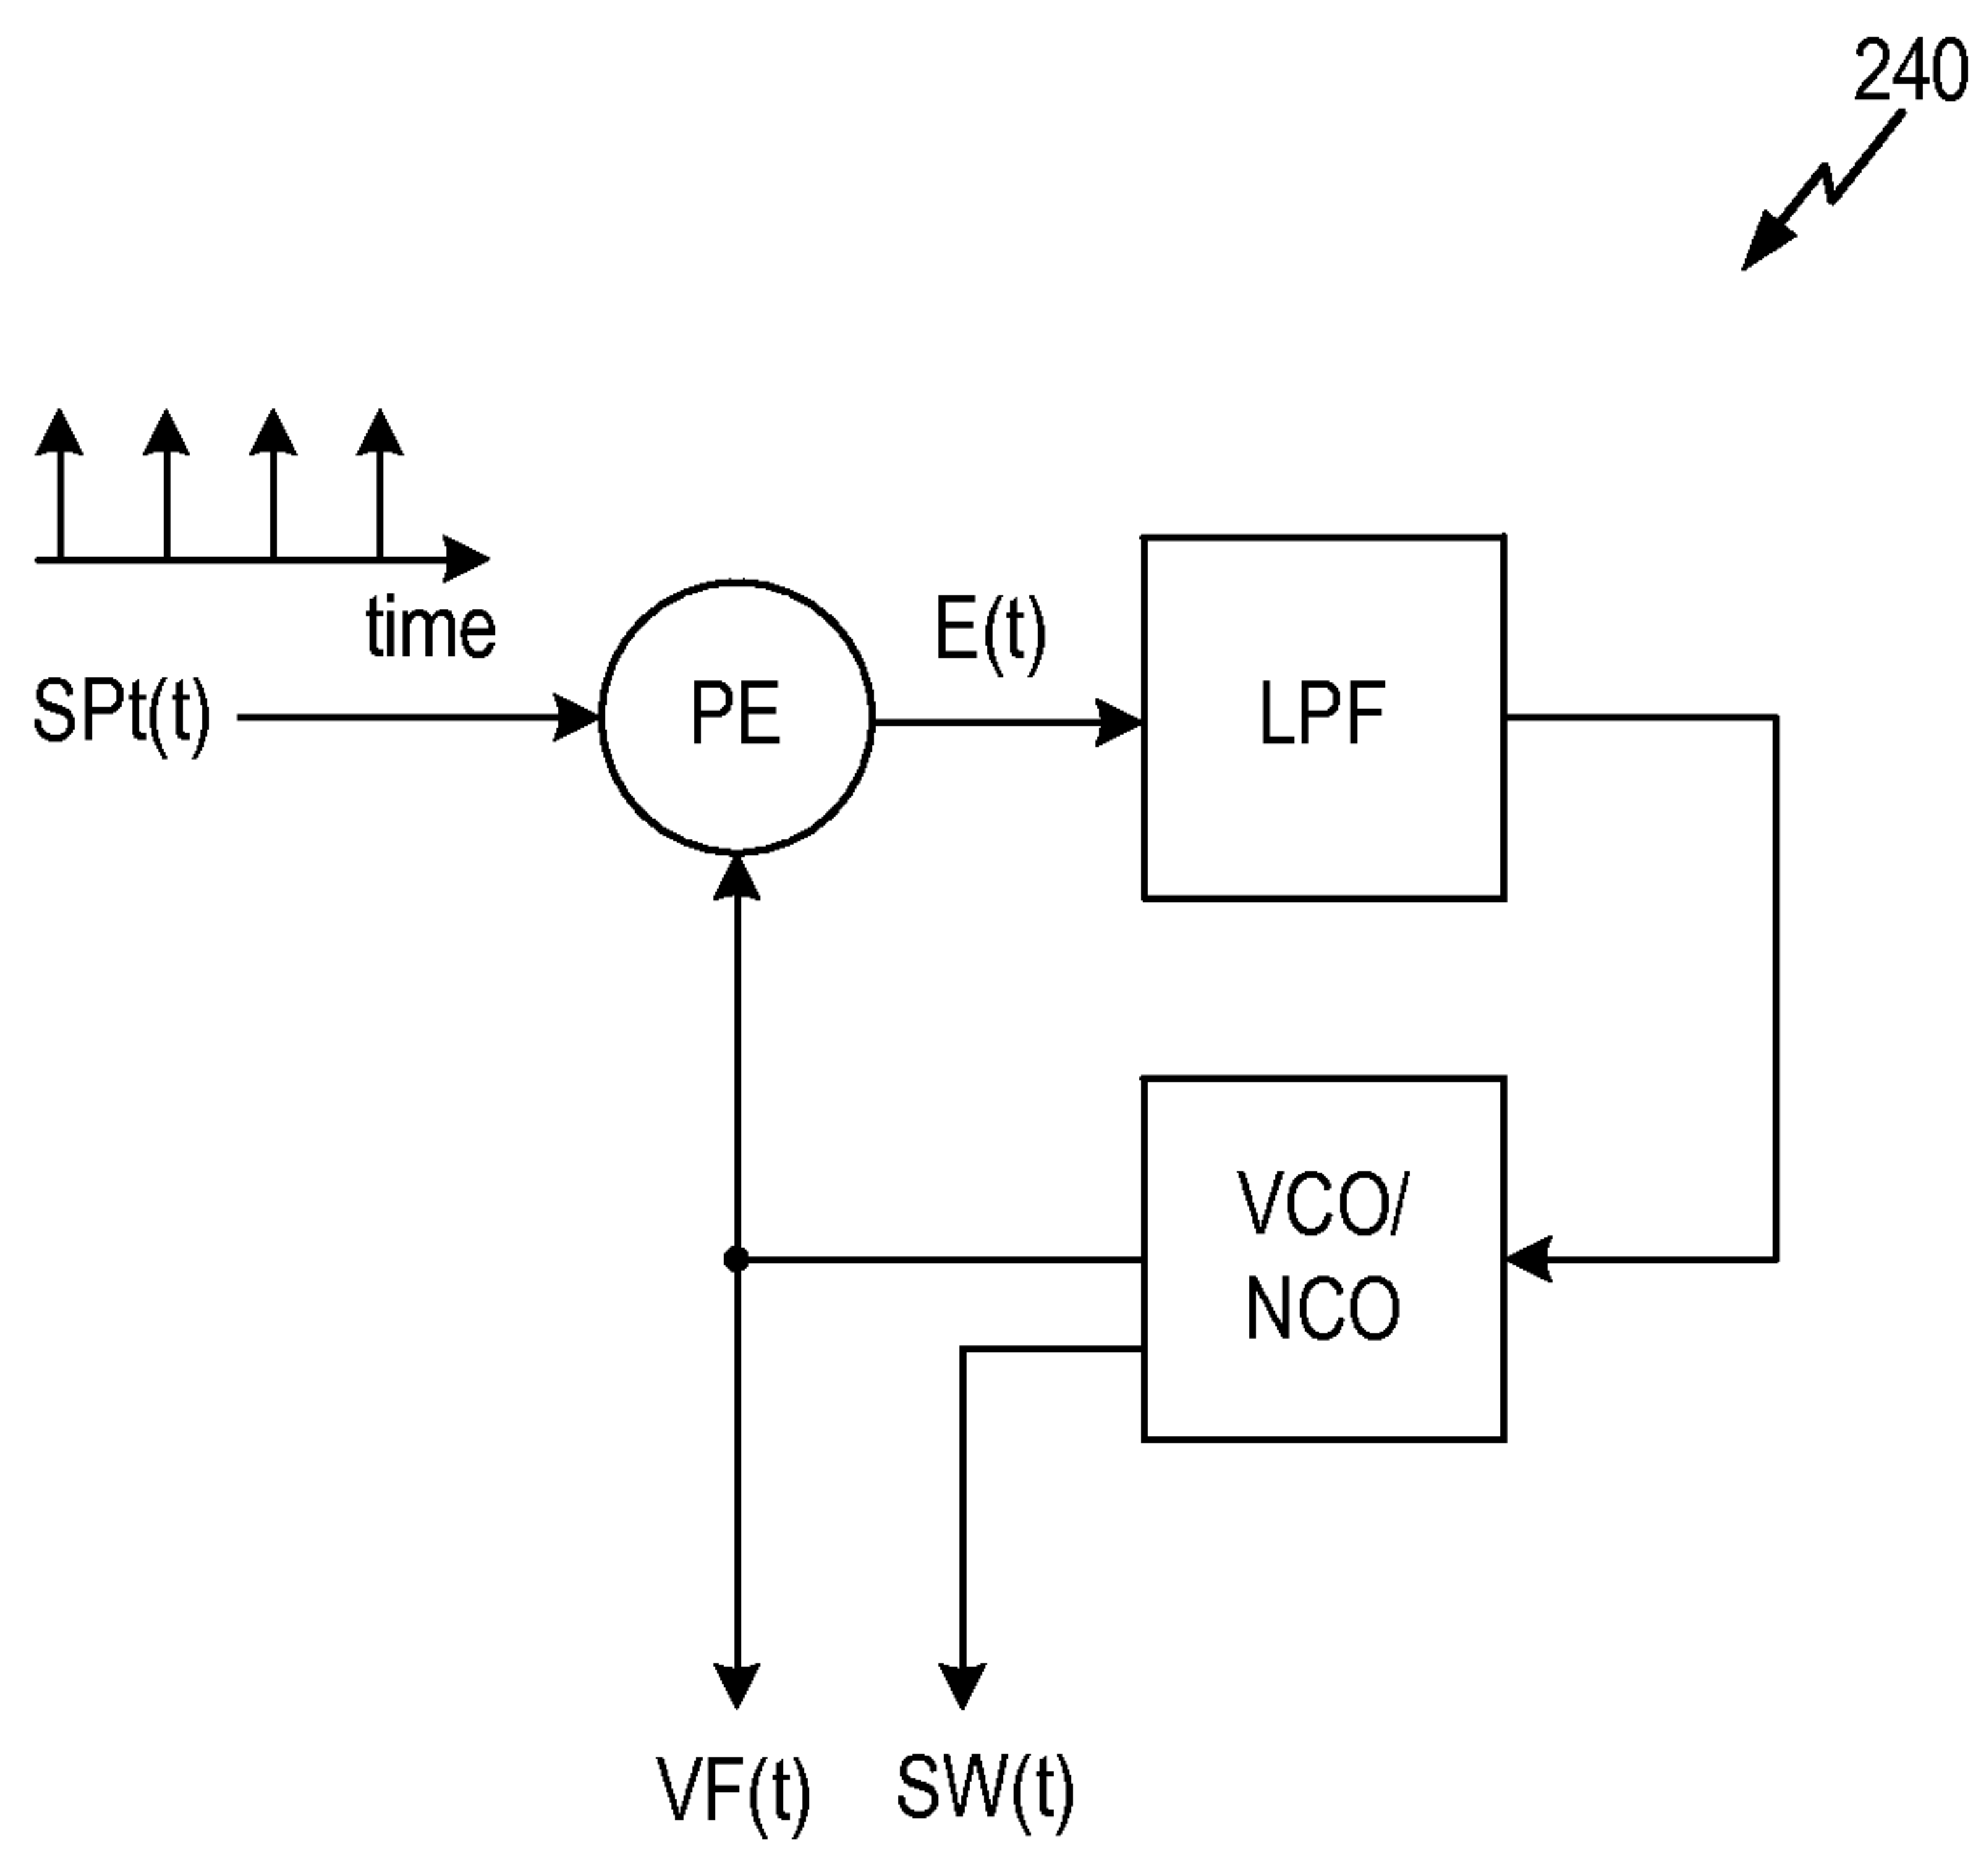 240
time
SPt(t)
PE
E(t)
LPF
VCO/
NCO
VF(t)
SW(t)